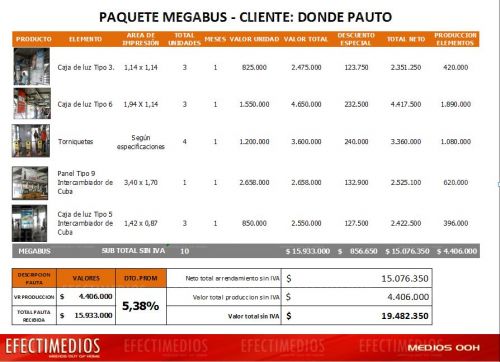 PAQUETE MEGABUS - CLIENTE: DONDE PAUTO
PRODUCTO ELEMENTO AREA DE IMPRESIÓN TOTAL UNIDADES MESES VALOR UNIDAD VALOR TOTAL DESCUENTO ESPECIAL TOTAL NETO PRODUCCION ELEMENTOS
Caja de luz Tipo 3. 1,14 x 1,14 3 1 825.000 2.475.000 123.750 2.351.250 420.000
Caja de luz Tipo 6 1,94 X 1,14 3 1 1.550.000 4.650.000 232.500 4.417.500 1.890.000
Torniquetes Según especificaciones 4 1 1.200.000 3.600.000 240.000 3.360.000 1.080.000
Panel Tipo 9 Intercambiador de Cuba 3,40 x 1,70 1 1 2.658.000 2.658.000 132.900 2.525.100 620.000
Caja de luz Tipo 5 Intercambiador de Cuba 1,42 x 0,87 3 1 850.000 2.550.000 127.500 2.422.500 396.000
MEGABUS SUB TOTAL SIN IVA 10 $ 15.933.000 $ 856.650 $ 15.076.350 $ 4.406.000
DESCRIPCION PAUTA VALORES DTO.PROM
VR PRODUCCION $ 4.406.000
TOTAL PAUTA RECIBIDA $ 15.933.000
5,38%
Neto total arrendamiento sin IVA $ 15.076.350
Valor total produccion sin IVA $ 4.406.000
Valor total sin IVA $ 19.482.350
EFECTIMEDIOS
MEDIOS OUT OF HOME
EFECTIMEDIOS
EFECTIMEDIOS
MEDIOS OOH